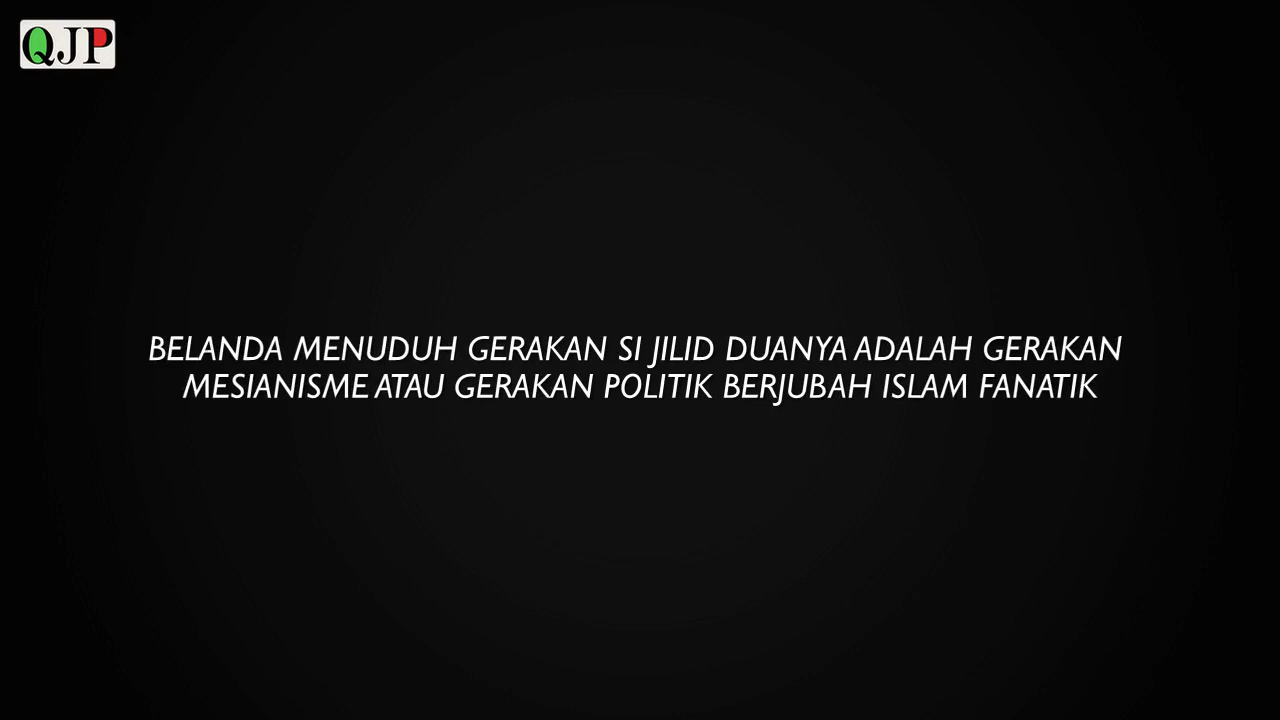 QJP
BELANDA MENUDUH GERAKAN SI JILID DUANYA ADALAH GERAKAN
MESIANISME ATAU GERAKAN POLITIK BERJUBAH ISLAM FANATIK